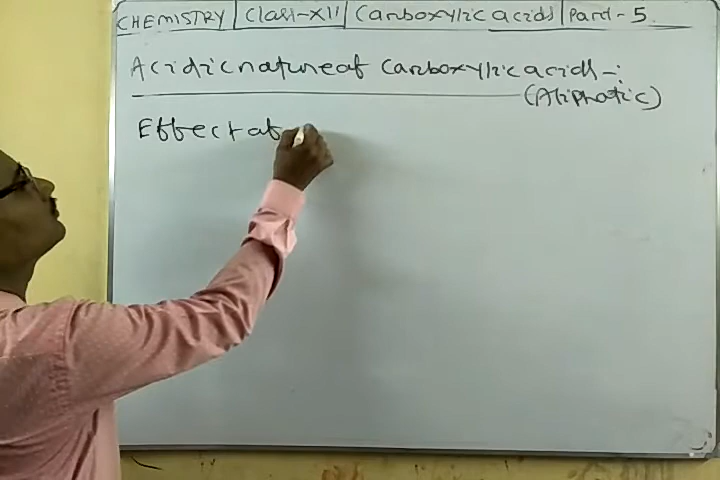 CHEMISTRY | Class-XII | Carboxylic acids | Part-5
Acidic nature of Carboxylic acids -:
(Aliphatic)
Effect of